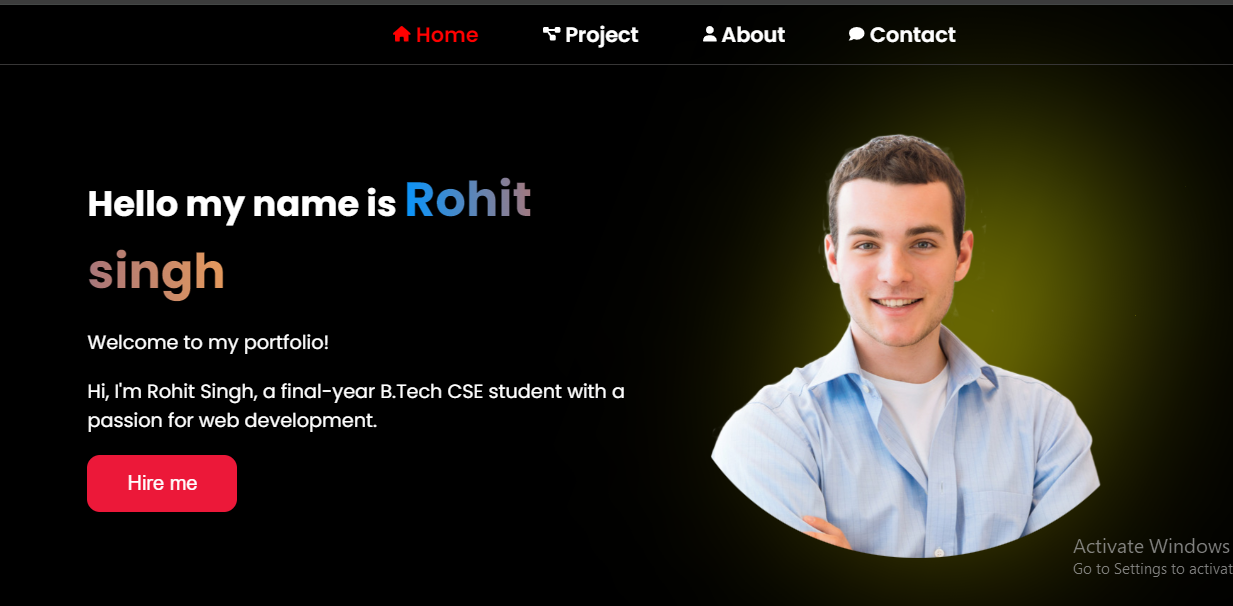 Home Project About Contact
Hello my name is Rohit
singh
Welcome to my portfolio!
Hi, I'm Rohit Singh, a final-year B.Tech CSE student with a
passion for web development.
Hire me
Activate Windows
Go to Settings to activat